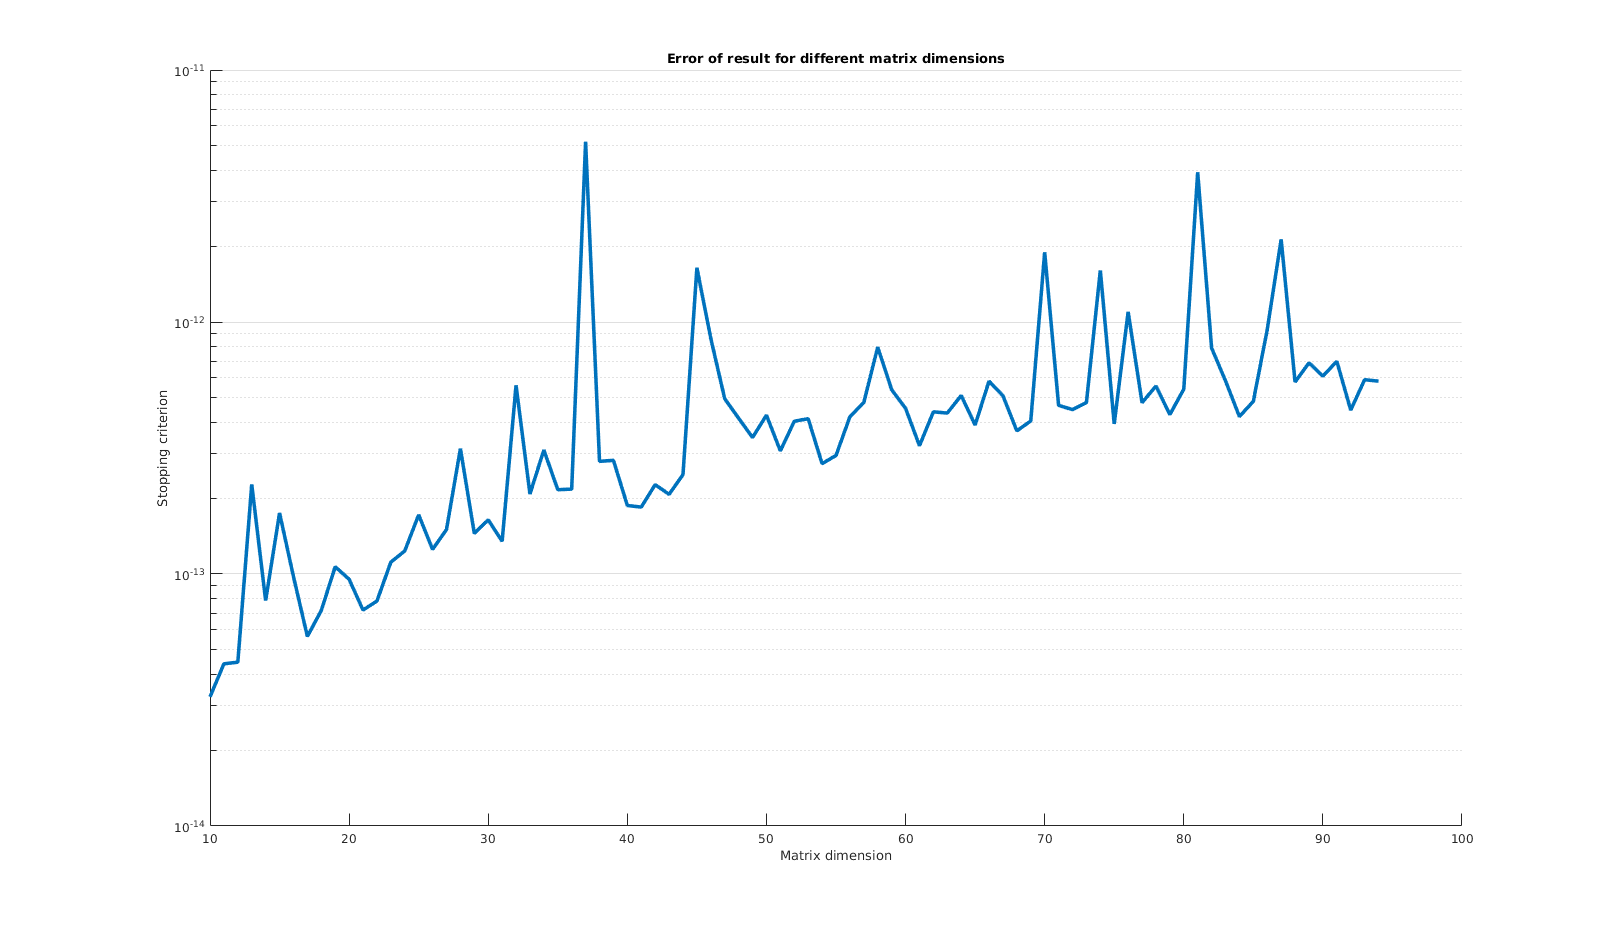 Error of result for different matrix dimensions
10^-11
10^-12
10^-13
10^-14
Stopping criterion
10 20 30 40 50 60 70 80 90 100
Matrix dimension